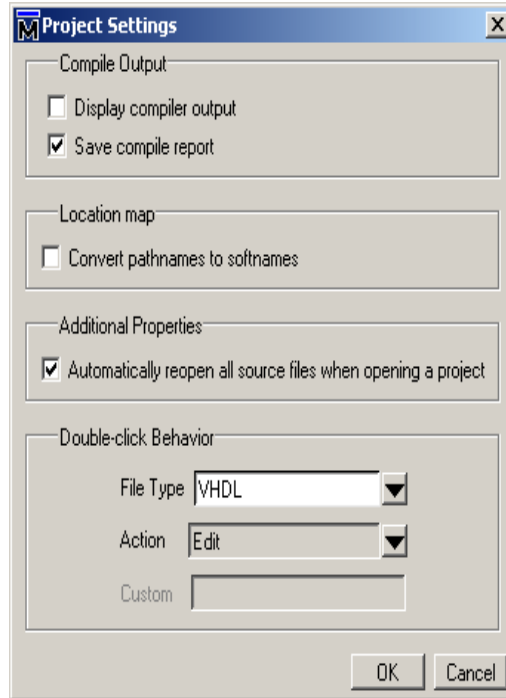 M Project Settings X
Compile Output
Display compiler output
Save compile report
Location map
Convert pathnames to softnames
Additional Properties
Automatically reopen all source files when opening a project
Double-click Behavior
File Type VHDL
Action Edit
Custom
OK Cancel